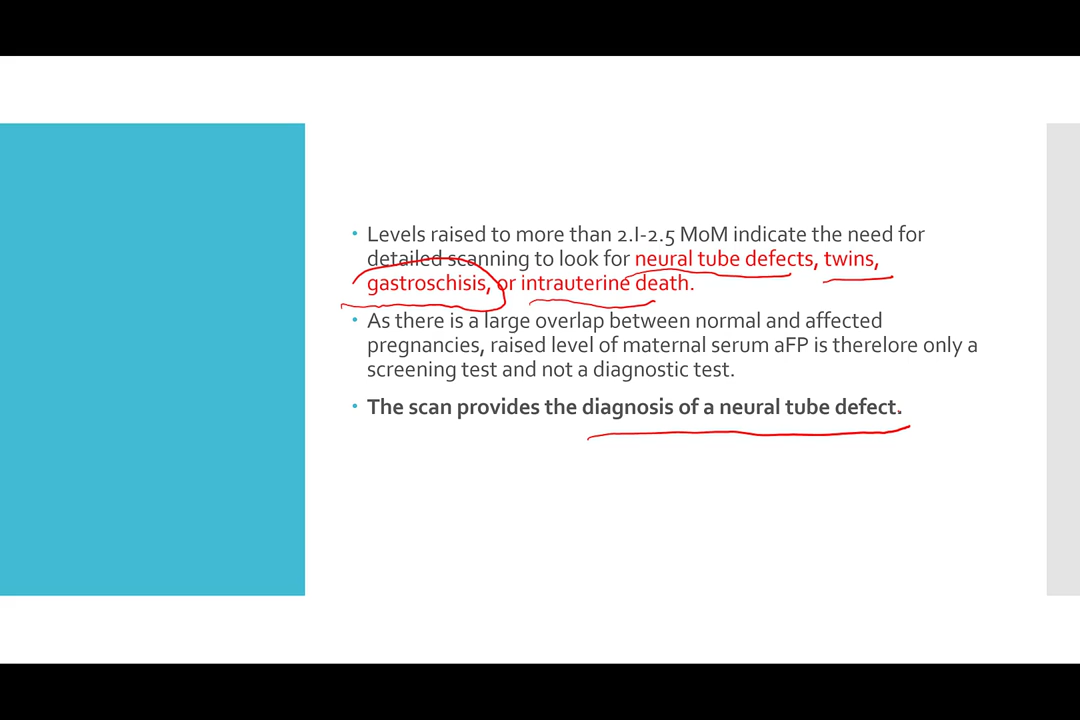 • Levels raised to more than 2.I-2.5 MoM indicate the need for
detailed scanning to look for neural tube defects, twins,
gastroschisis, or intrauterine death.
• As there is a large overlap between normal and affected
pregnancies, raised level of maternal serum aFP is therelore only a
screening test and not a diagnostic test.
• The scan provides the diagnosis of a neural tube defect.